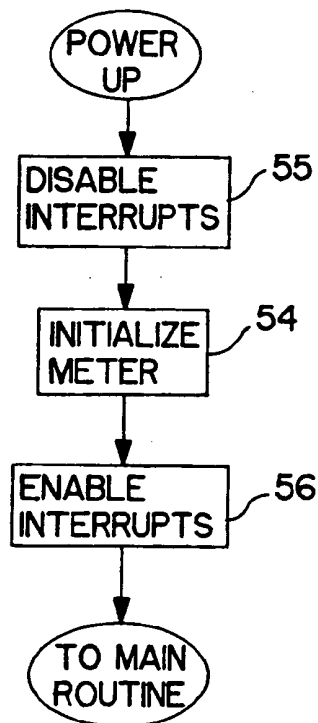 POWER
UP
DISABLE
INTERRUPTS
55
INITIALIZE
METER
54
ENABLE
INTERRUPTS
56
TO MAIN
ROUTINE